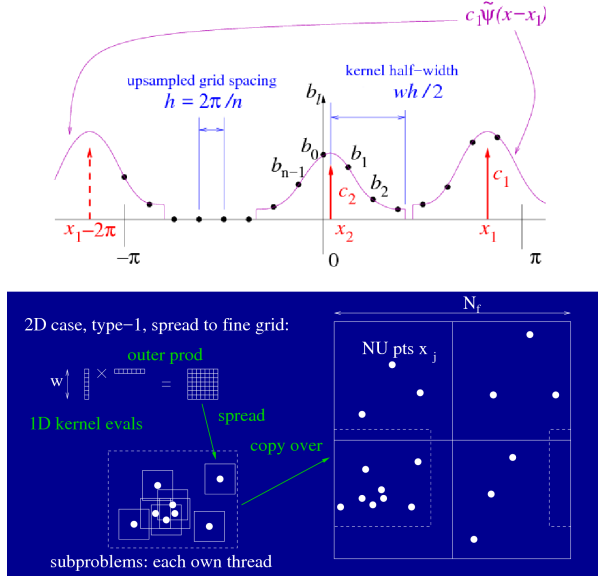 c₁ψ̃(x−x₁)
upsampled grid spacing
h = 2π/n
kernel half−width
wh/2
bₗ
b₀
b₁
bₙ₋₁
b₂
c₂
c₁
x₁−2π
−π
0
x₂
x₁
π
2D case, type−1, spread to fine grid:
outer prod
w
×
=
1D kernel evals
spread
copy over
subproblems: each own thread
N_f
NU pts x_j